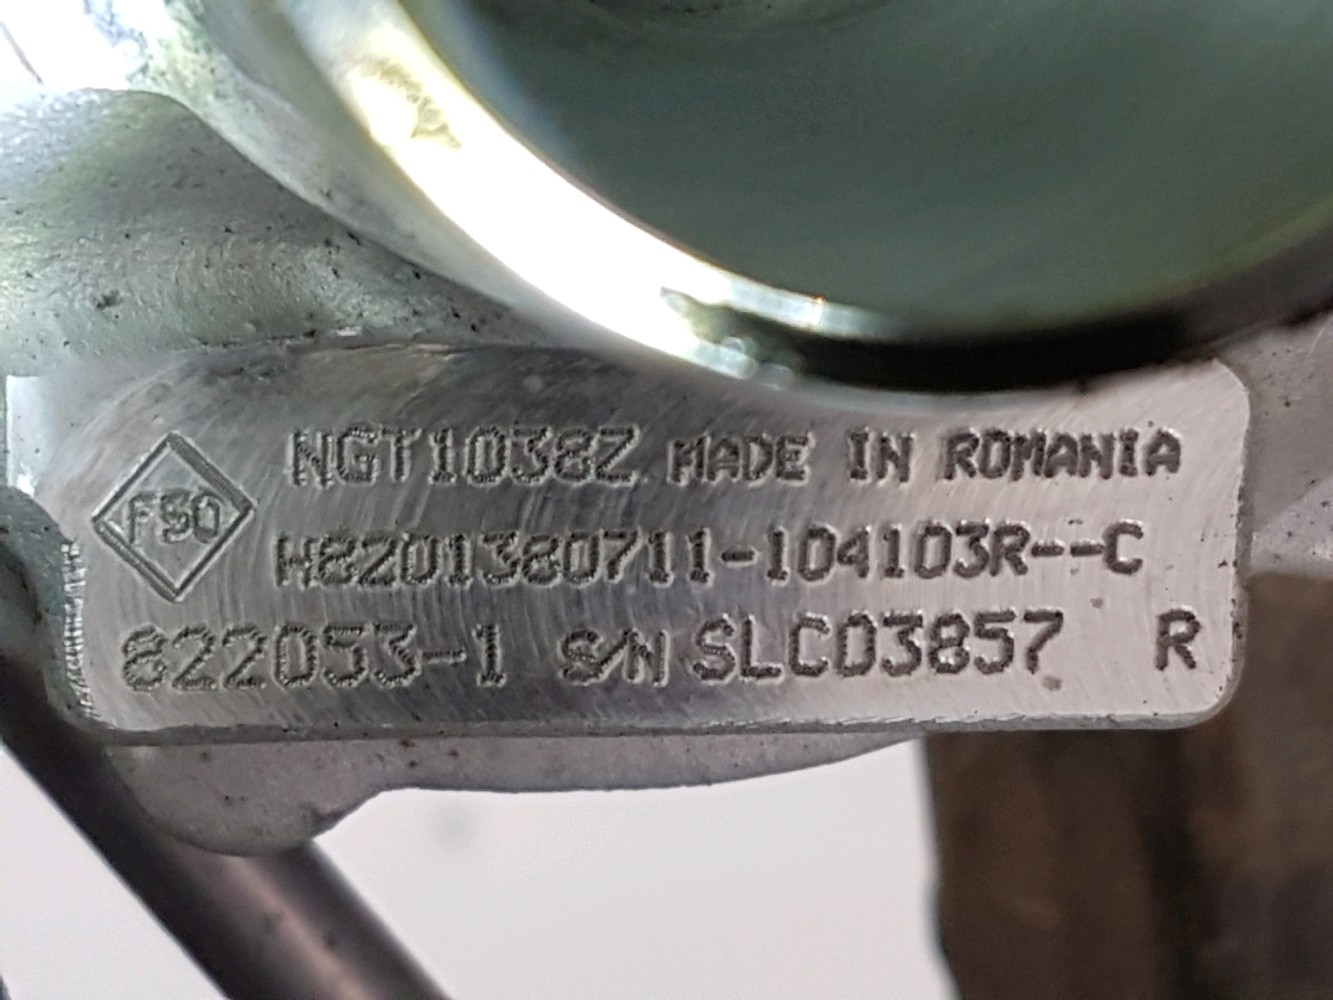 NGT1038Z MADE IN ROMANIA
FSO
H8201380711-104103R--C
822053-1 S/N SLC03857 R